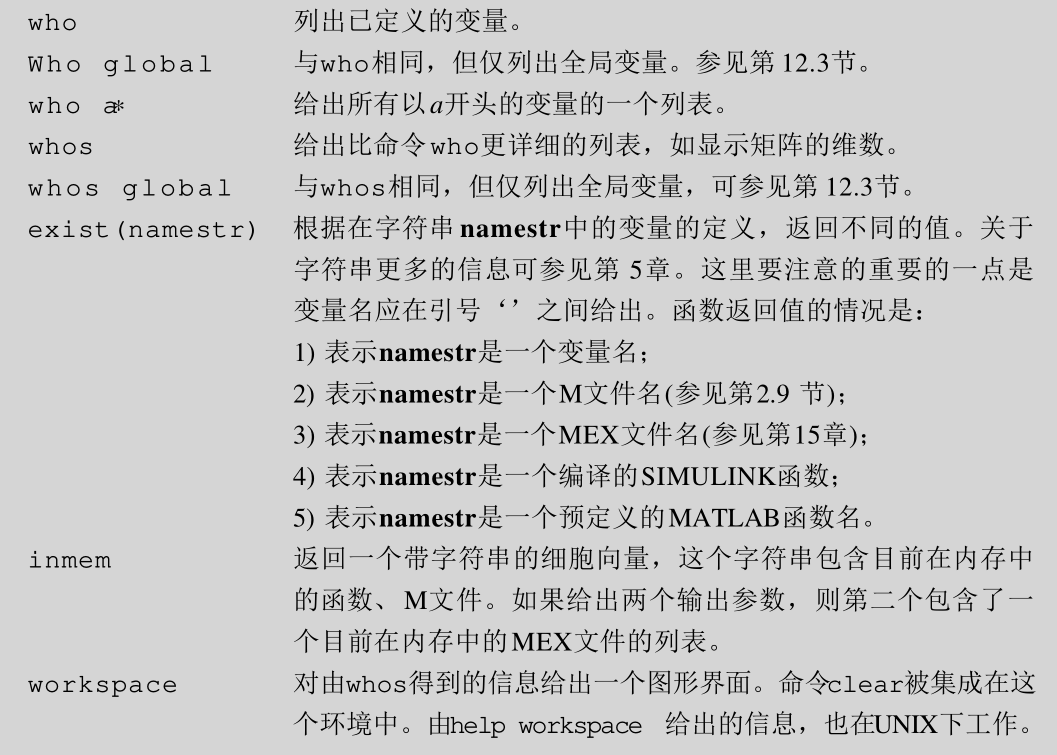 who 列出已定义的变量。
Who global 与who相同，但仅列出全局变量。参见第 12.3节。
who a* 给出所有以a开头的变量的一个列表。
whos 给出比命令who更详细的列表，如显示矩阵的维数。
whos global 与whos相同，但仅列出全局变量，可参见第 12.3节。
exist(namestr) 根据在字符串namestr中的变量的定义，返回不同的值。关于
字符串更多的信息可参见第 5章。这里要注意的重要的一点是
变量名应在引号‘’之间给出。函数返回值的情况是：
1) 表示namestr是一个变量名；
2) 表示namestr是一个M文件名(参见第2.9 节)；
3) 表示namestr是一个MEX文件名(参见第15章)；
4) 表示namestr是一个编译的SIMULINK函数；
5) 表示namestr是一个预定义的MATLAB函数名。
inmem 返回一个带字符串的细胞向量，这个字符串包含目前在内存中
的函数、M文件。如果给出两个输出参数，则第二个包含了一
个目前在内存中的MEX文件的列表。
workspace 对由whos得到的信息给出一个图形界面。命令clear被集成在这
个环境中。由help workspace 给出的信息，也在UNIX下工作。